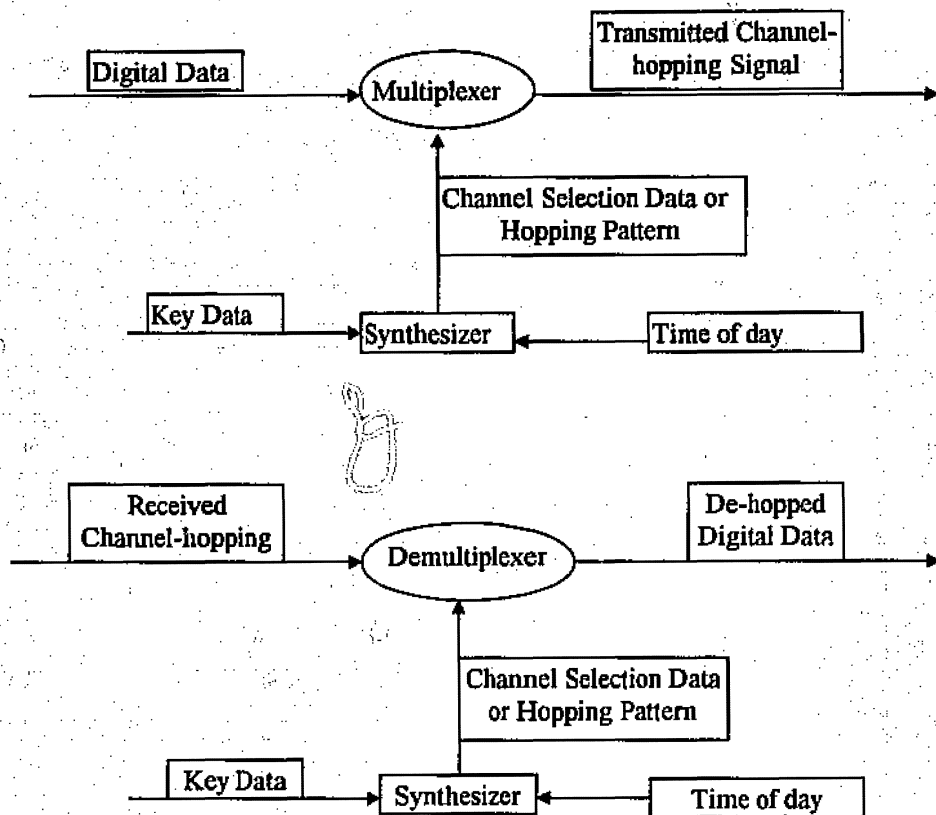 Digital Data
Multiplexer
Transmitted Channel-
hopping Signal
Channel Selection Data or
Hopping Pattern
Key Data
Synthesizer
Time of day
Received
Channel-hopping
Demultiplexer
De-hopped
Digital Data
Channel Selection Data
or Hopping Pattern
Key Data
Synthesizer
Time of day